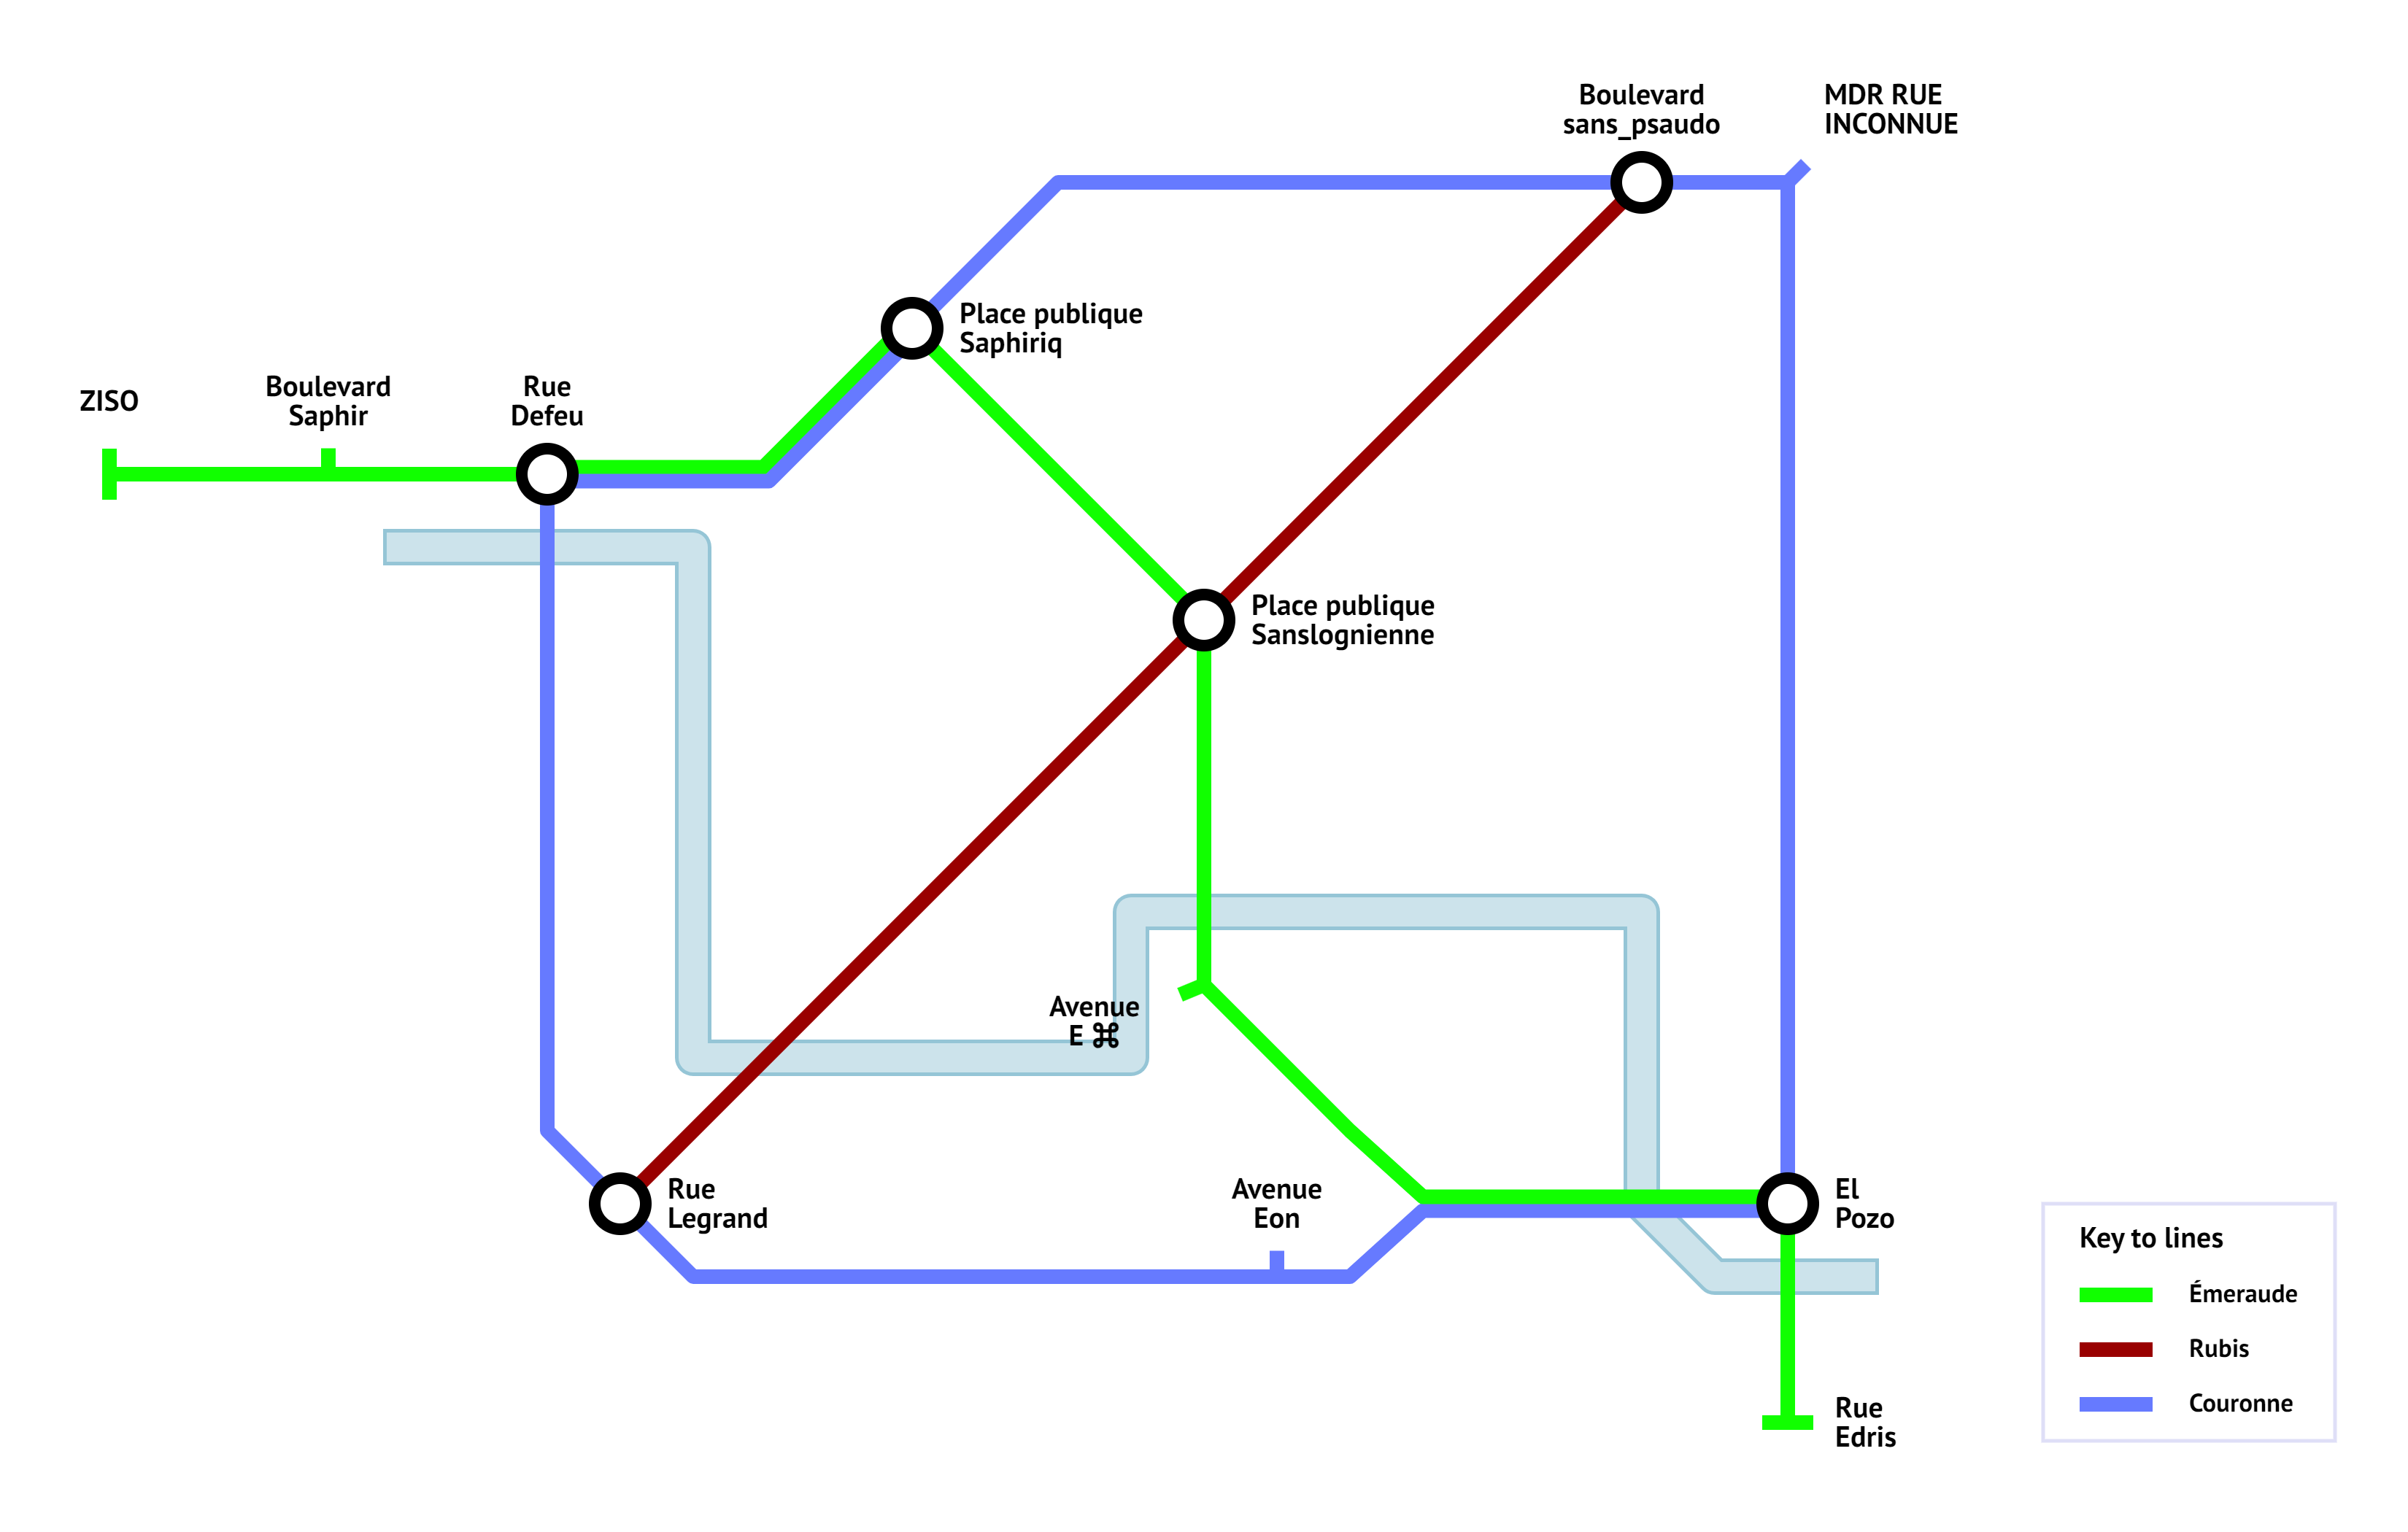 Boulevard
sans_psaudo
MDR RUE
INCONNUE
Place publique
Saphiriq
ZISO
Boulevard
Saphir
Rue
Defeu
Place publique
Sanslognienne
Avenue
E ⌘
Rue
Legrand
Avenue
Eon
El
Pozo
Key to lines
Émeraude
Rubis
Couronne
Rue
Edris